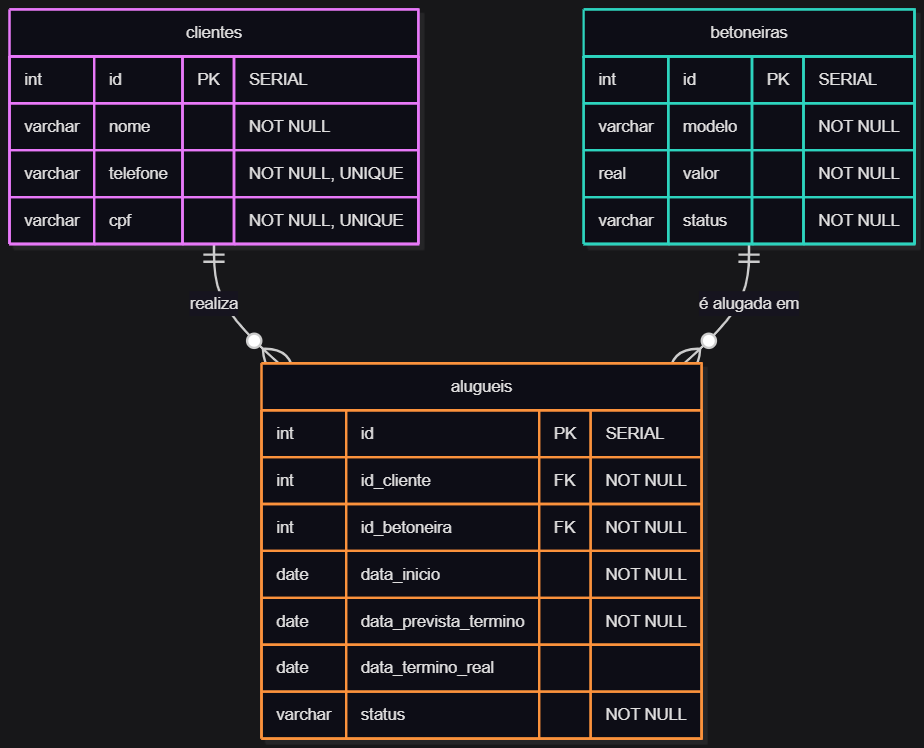 clientes
int id PK SERIAL
varchar nome NOT NULL
varchar telefone NOT NULL, UNIQUE
varchar cpf NOT NULL, UNIQUE
betoneiras
int id PK SERIAL
varchar modelo NOT NULL
real valor NOT NULL
varchar status NOT NULL
realiza
é alugada em
alugueis
int id PK SERIAL
int id_cliente FK NOT NULL
int id_betoneira FK NOT NULL
date data_inicio NOT NULL
date data_prevista_termino NOT NULL
date data_termino_real
varchar status NOT NULL